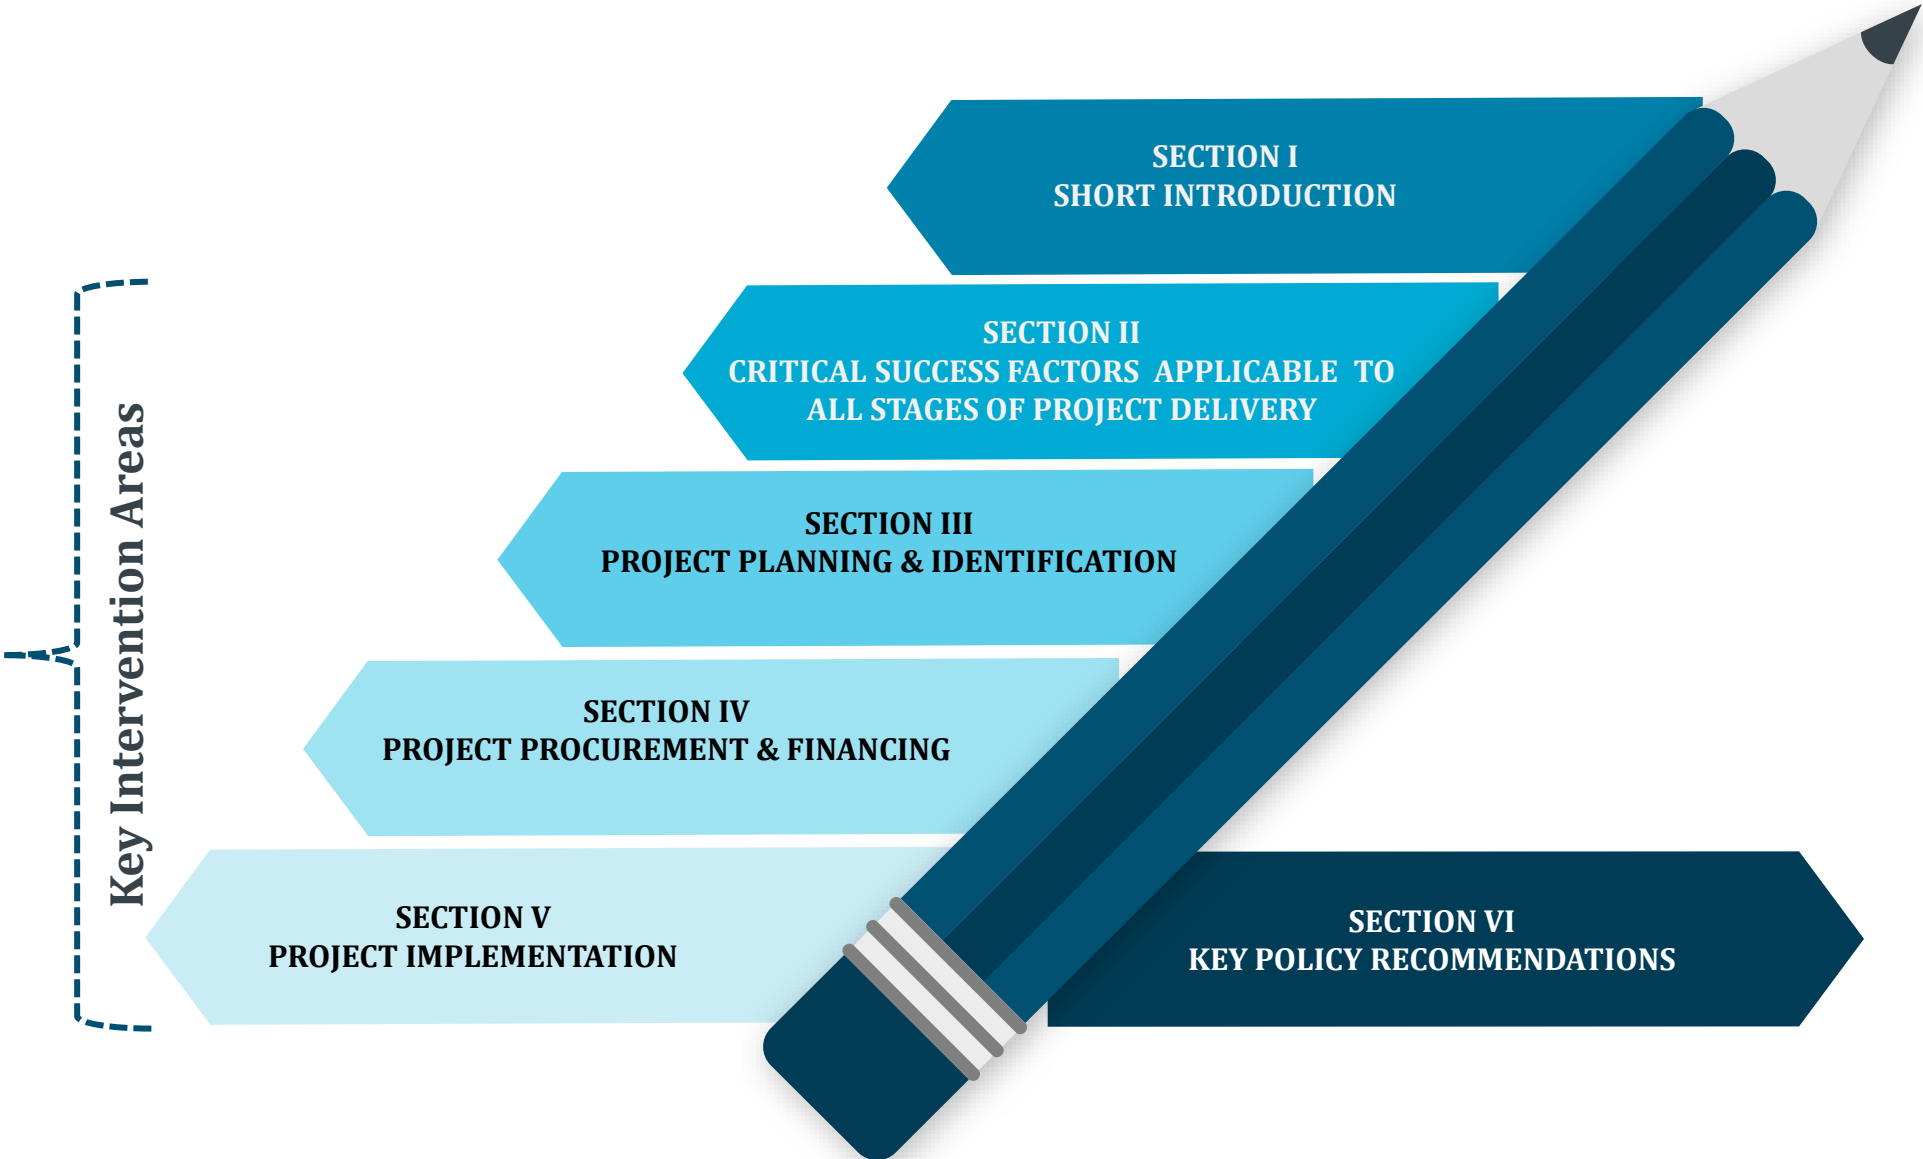 SECTION I
SHORT INTRODUCTION
SECTION II
CRITICAL SUCCESS FACTORS APPLICABLE TO
ALL STAGES OF PROJECT DELIVERY
SECTION III
PROJECT PLANNING & IDENTIFICATION
SECTION IV
PROJECT PROCUREMENT & FINANCING
SECTION V
PROJECT IMPLEMENTATION
Key Intervention Areas
SECTION VI
KEY POLICY RECOMMENDATIONS